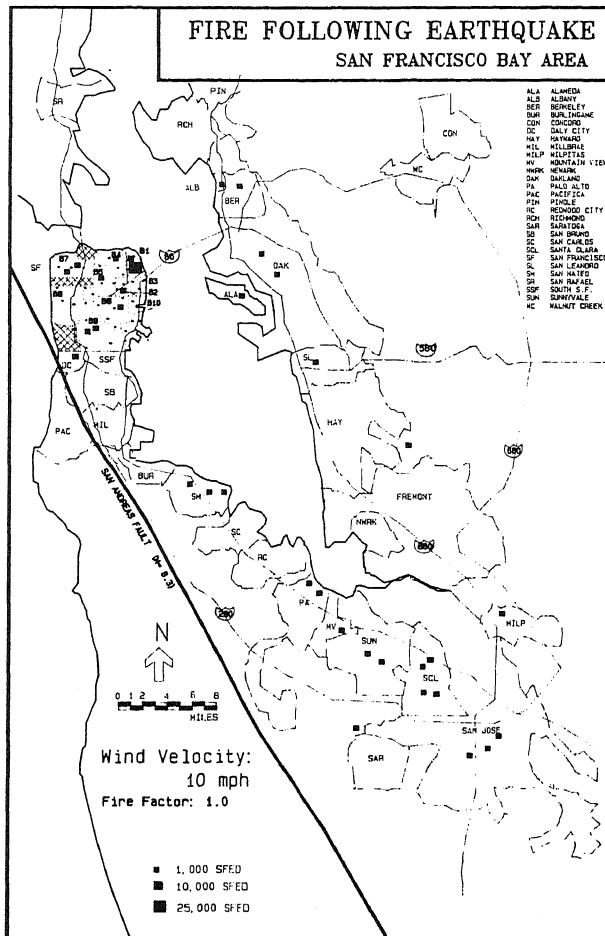 FIRE FOLLOWING EARTHQUAKE
SAN FRANCISCO BAY AREA
ALA ALAMEDA
ALB ALBANY
BER BERKELEY
BUR BURLINGAME
CON CONCORD
DC DALY CITY
HAY HAYWARD
MIL MILLBRAE
MILP MILPITAS
MV MOUNTAIN VIEW
NWRK NEWARK
OAK OAKLAND
PA PALO ALTO
PAC PACIFICA
PIN PINOLE
RC REDWOOD CITY
RCH RICHMOND
SAR SARATOGA
SB SAN BRUNO
SC SAN CARLOS
SCL SANTA CLARA
SF SAN FRANCISCO
SL SAN LEANDRO
SM SAN MATEO
SR SAN RAFAEL
SSF SOUTH S.F.
SUN SUNNYVALE
WC WALNUT CREEK
PIN
SR
RCH
CON
WC
ALB
BER
SF
B7
B4
B1
80
B5
OAK
B3
B2
B10
B6
B8
ALA
B9
SSF
DC
SL
580
SB
PAC
MIL
HAY
680
BUR
SM
FREMONT
SAN ANDREAS FAULT (M= 8.3)
SC
NWRK
RC
880
280
PA
MV
SUN
MILP
SCL
SAN JOSE
SAR
N
0 1 2 4 6 8
MILES
Wind Velocity:
10 mph
Fire Factor: 1.0
1,000 SFED
10,000 SFED
25,000 SFED